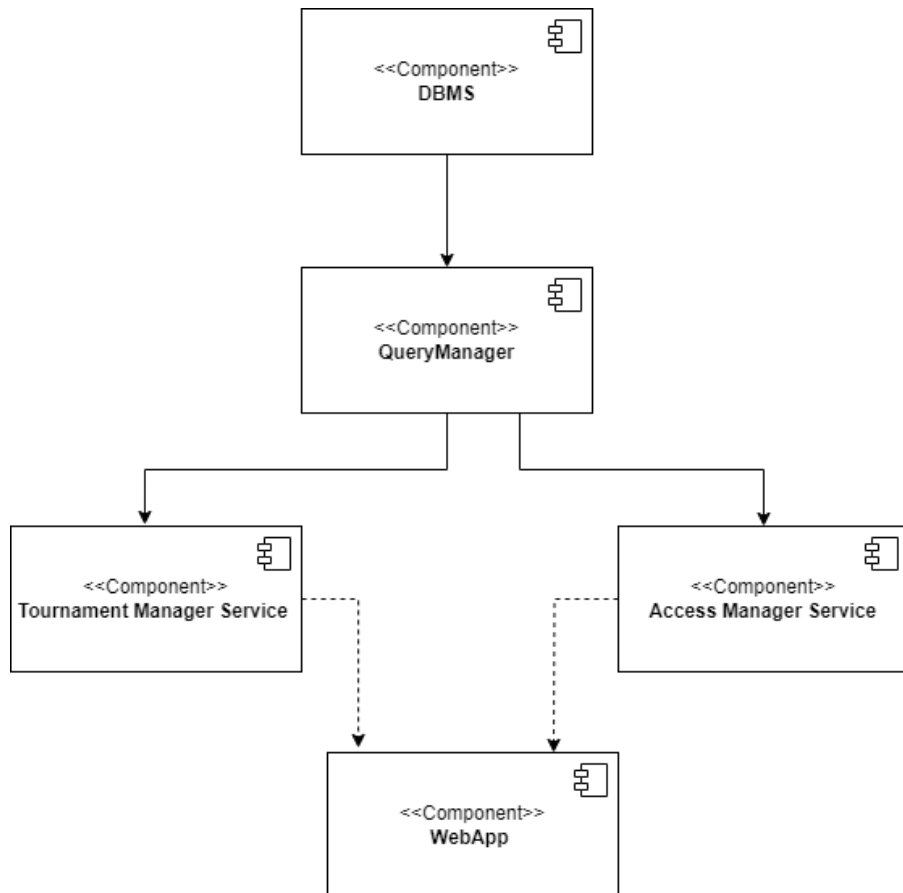 <<Component>>
DBMS
<<Component>>
QueryManager
<<Component>>
Tournament Manager Service
<<Component>>
Access Manager Service
<<Component>>
WebApp